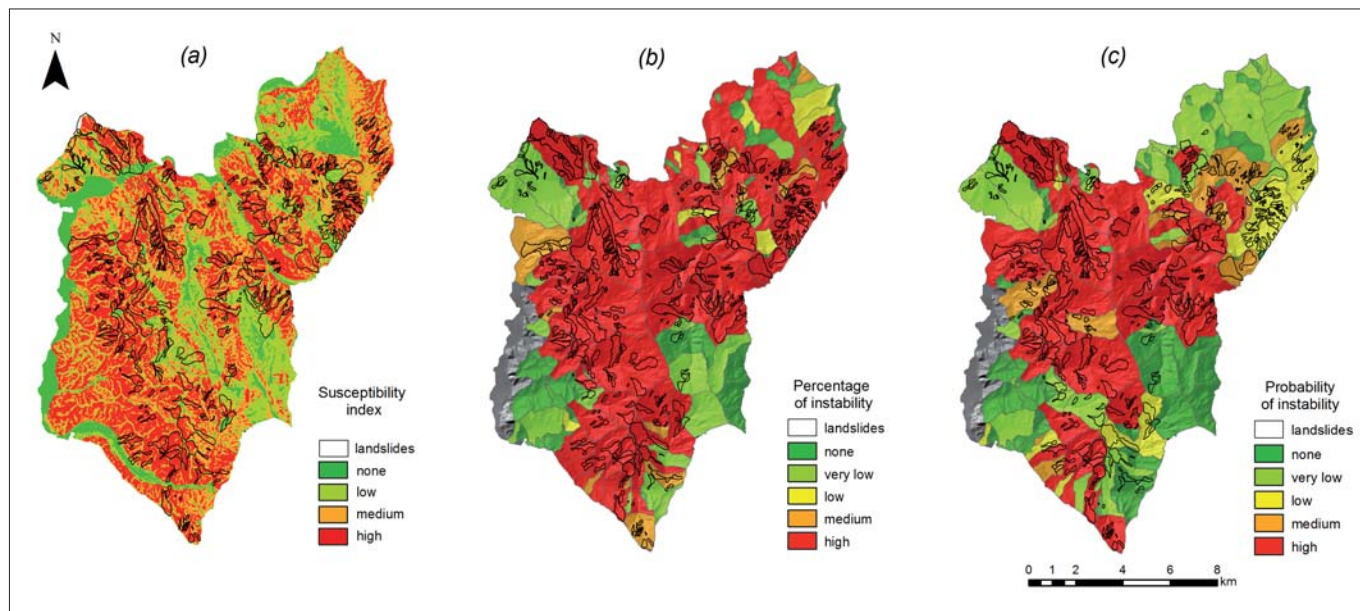 N
(a)
Susceptibility
index
landslides
none
low
medium
high
(b)
Percentage
of instability
landslides
none
very low
low
medium
high
(c)
Probability
of instability
landslides
none
very low
low
medium
high
0 1 2 4 6 8
km